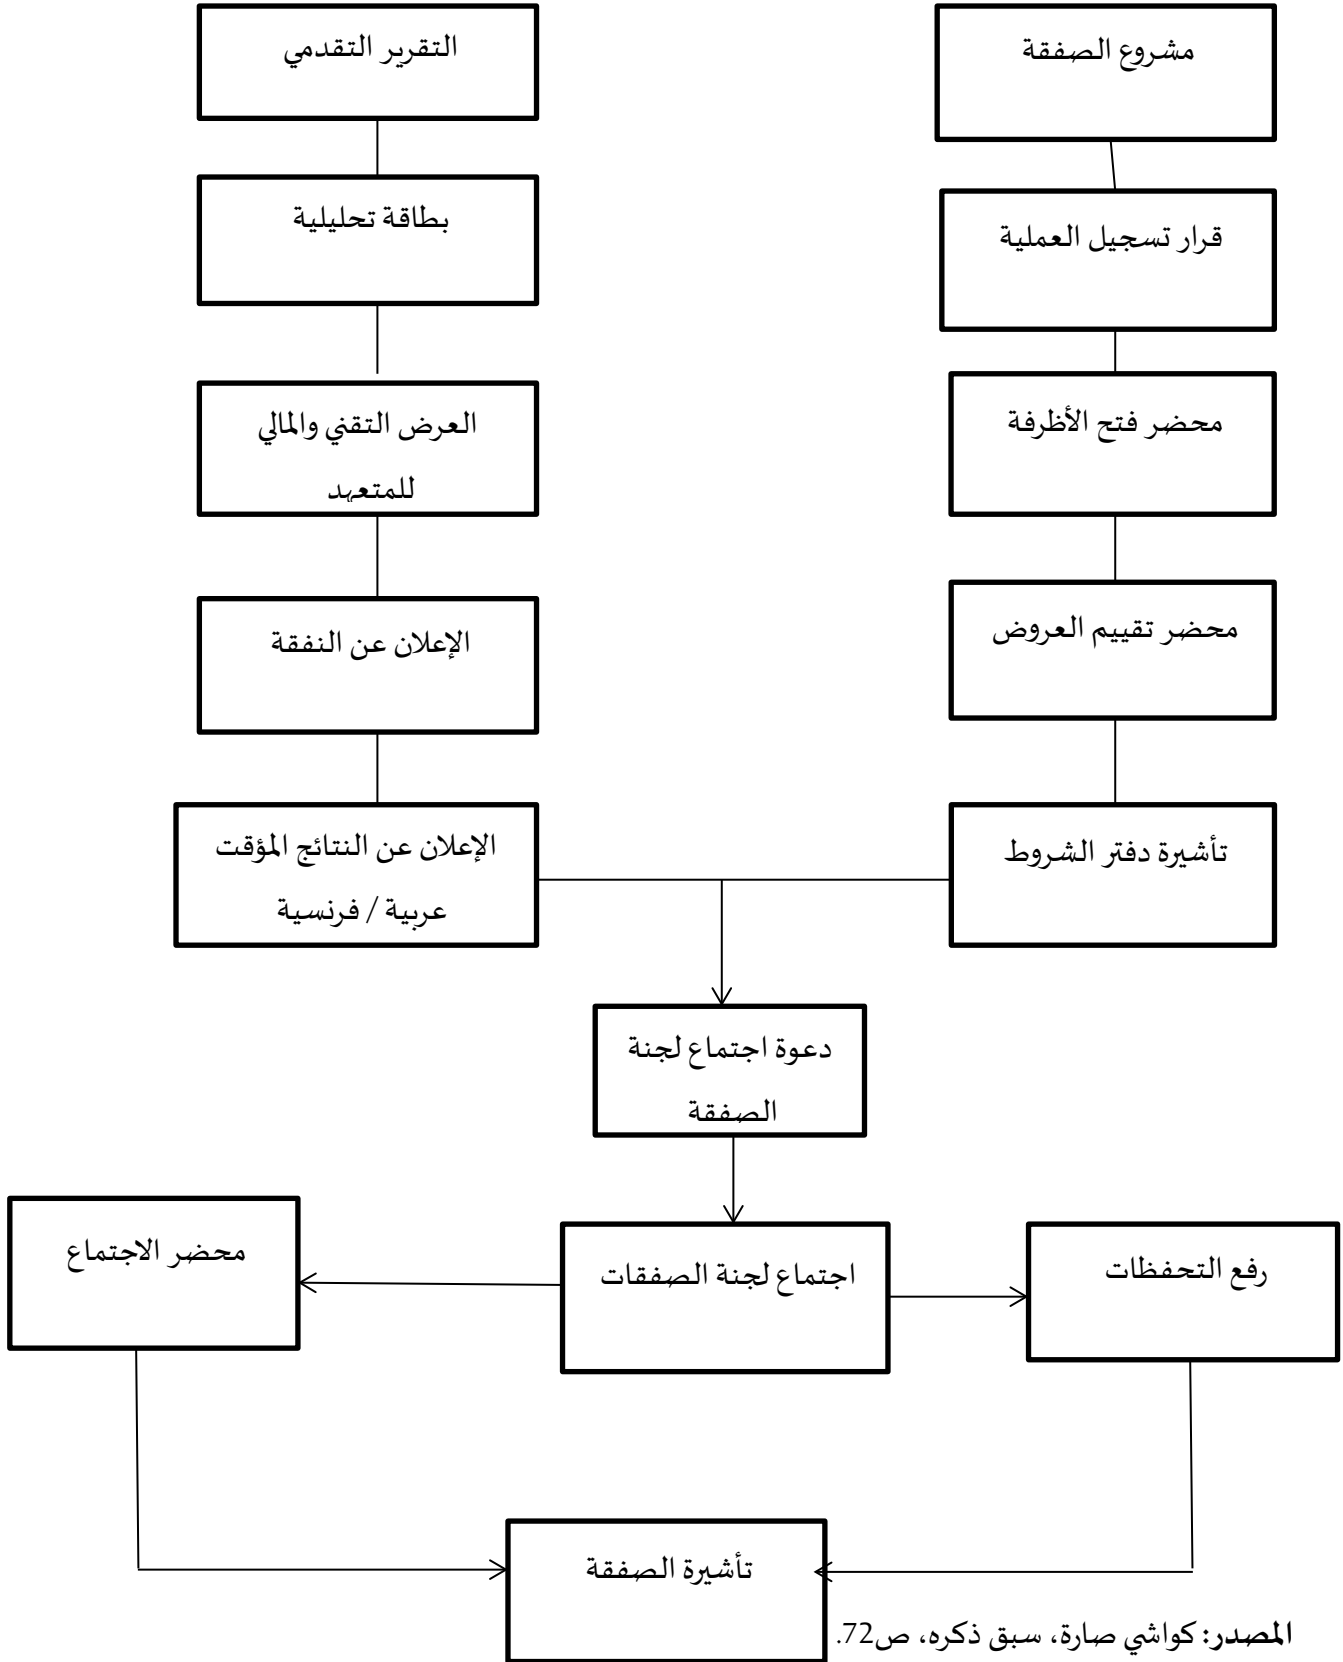 مشروع الصفقة
التقرير التقدمي
قرار تسجيل العملية
بطاقة تحليلية
محضر فتح الأظرفة
العرض التقني والمالي
للمتعهد
محضر تقييم العروض
الإعلان عن النفقة
تأشيرة دفتر الشروط
الإعلان عن النتائج المؤقت
عربية / فرنسية
دعوة اجتماع لجنة
الصفقة
رفع التحفظات
اجتماع لجنة الصفقات
محضر الاجتماع
تأشيرة الصفقة
المصدر: كواشي صارة، سبق ذكره، ص72.